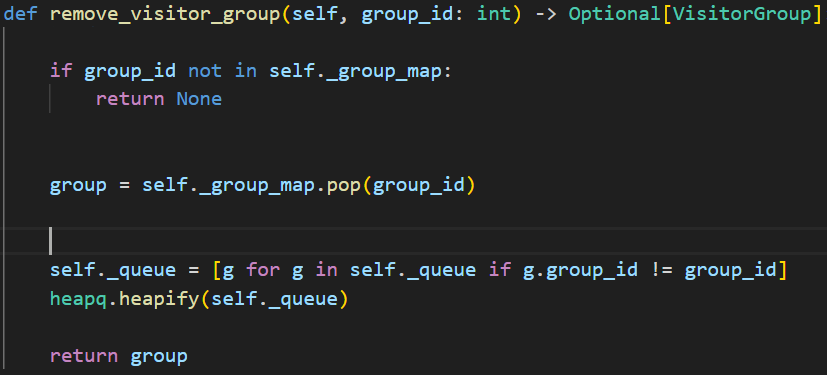 def remove_visitor_group(self, group_id: int) -> Optional[VisitorGroup]
if group_id not in self._group_map:
return None
group = self._group_map.pop(group_id)
self._queue = [g for g in self._queue if g.group_id != group_id]
heapq.heapify(self._queue)
return group